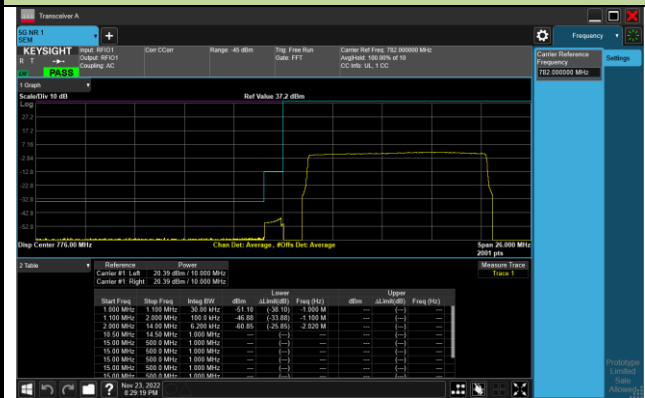 Transceiver A
5G NR 1
SEM
Frequency
KEYSIGHT
R T
PASS
Input: RFIO1
Output: RFIO1
Coupling: AC
Corr CCorr
Range: -45 dBm
Trig: Free Run
Gate: FFT
Carrier Ref Freq: 782.000000 MHz
Avg|Hold: 100.00% of 10
CC Info: UL, 1 CC
Carrier Reference
Frequency
782.000000 MHz
Settings
1 Graph
Scale/Div 10 dB
Ref Value 37.2 dBm
Log
27.2
17.2
7.16
-2.84
-12.8
-22.8
-32.8
-42.8
-52.8
Disp Center 776.00 MHz
Chan Det: Average , #Offs Det: Average
Span 26.000 MHz
2001 pts
2 Table
Measure Trace
Trace 1
Reference Power
Carrier #1: Left 20.39 dBm / 10.000 MHz
Carrier #1: Right 20.39 dBm / 10.000 MHz
Lower Upper
Start Freq Stop Freq Integ BW dBm ΔLimit(dB) Freq (Hz) dBm ΔLimit(dB) Freq (Hz)
1.000 MHz 1.100 MHz 30.00 kHz -51.10 (-38.10) -1.000 M --- (---) ---
1.100 MHz 2.000 MHz 100.0 kHz -46.88 (-33.88) -1.100 M --- (---) ---
2.000 MHz 14.00 MHz 6.200 kHz -60.85 (-25.85) -2.020 M --- (---) ---
10.50 MHz 14.50 MHz 1.000 MHz --- (---) --- --- (---) ---
15.00 MHz 500.0 MHz 1.000 MHz --- (---) --- --- (---) ---
15.00 MHz 500.0 MHz 1.000 MHz --- (---) --- --- (---) ---
15.00 MHz 500.0 MHz 1.000 MHz --- (---) --- --- (---) ---
15.00 MHz 500.0 MHz 1.000 MHz --- (---) --- --- (---) ---
Prototype
Limited
Sale
Allowed
Nov 23, 2022
8:29:19 PM